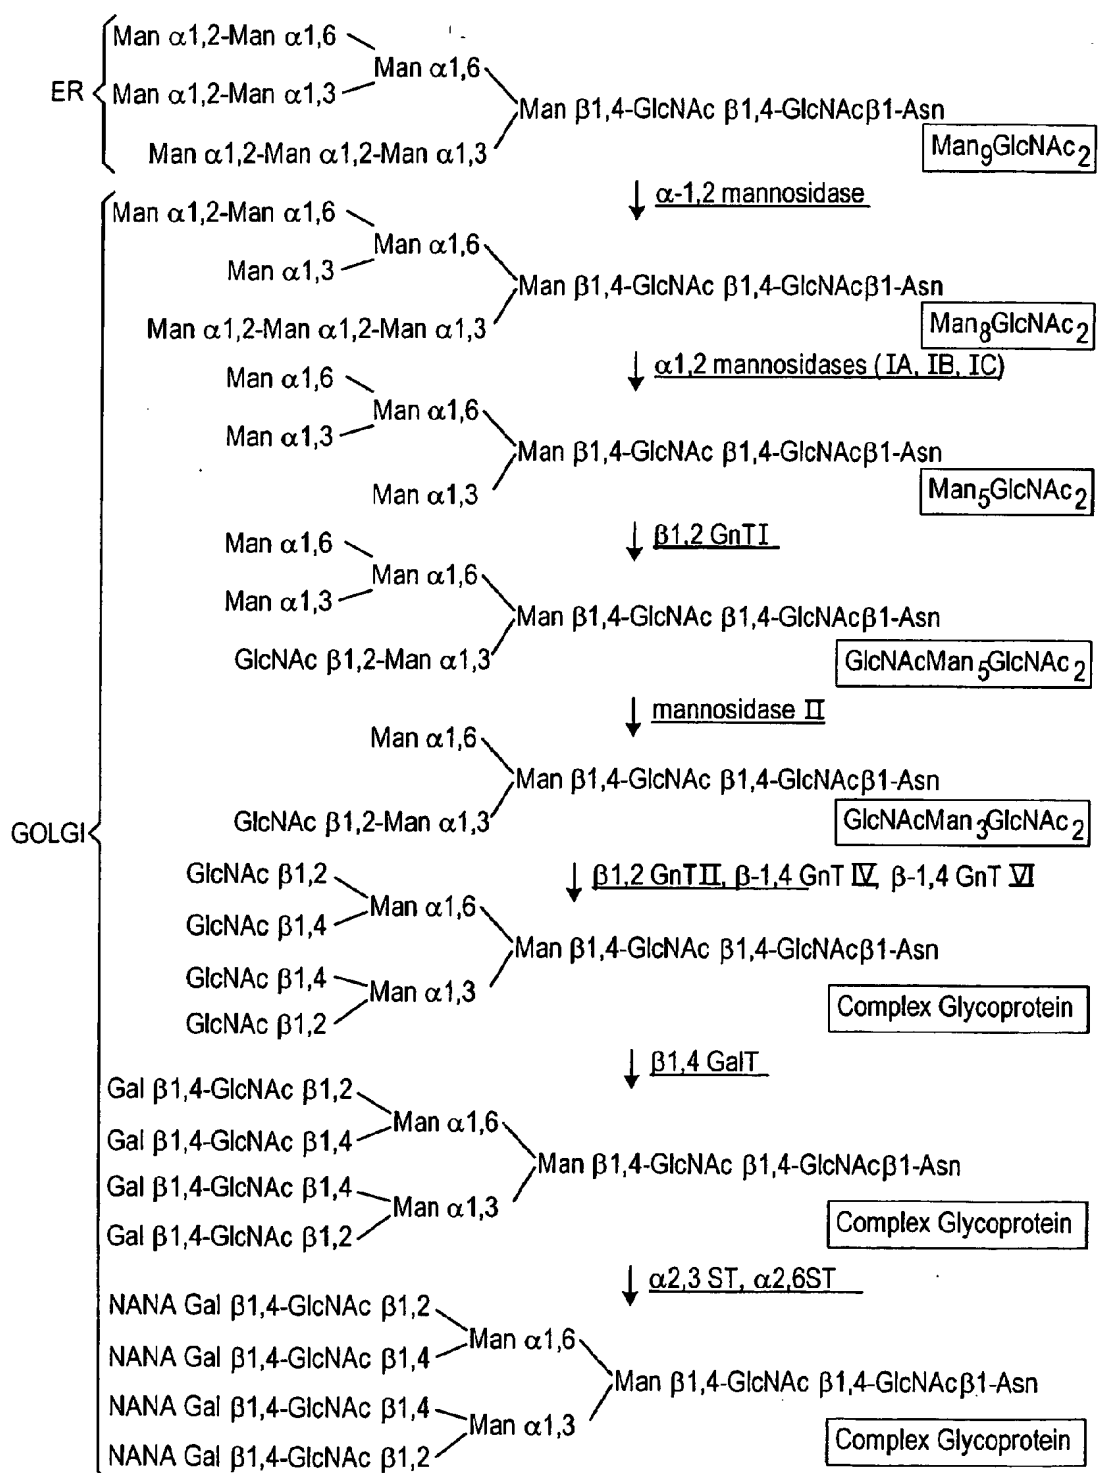 Man α1,2-Man α1,6
Man α1,6
ER
Man α1,2-Man α1,3
Man β1,4-GlcNAc β1,4-GlcNAcβ1-Asn
Man α1,2-Man α1,2-Man α1,3
Man9GlcNAc2
α-1,2 mannosidase
Man α1,2-Man α1,6
Man α1,6
Man α1,3
Man β1,4-GlcNAc β1,4-GlcNAcβ1-Asn
Man α1,2-Man α1,2-Man α1,3
Man8GlcNAc2
α1,2 mannosidases (IA, IB, IC)
Man α1,6
Man α1,6
Man α1,3
Man β1,4-GlcNAc β1,4-GlcNAcβ1-Asn
Man α1,3
Man5GlcNAc2
β1,2 GnTI
Man α1,6
Man α1,6
Man α1,3
Man β1,4-GlcNAc β1,4-GlcNAcβ1-Asn
GlcNAc β1,2-Man α1,3
GlcNAcMan5GlcNAc2
mannosidase II
Man α1,6
Man β1,4-GlcNAc β1,4-GlcNAcβ1-Asn
GlcNAc β1,2-Man α1,3
GlcNAcMan3GlcNAc2
GOLGI
β1,2 GnTII, β-1,4 GnT IV, β-1,4 GnT VI
GlcNAc β1,2
Man α1,6
GlcNAc β1,4
Man β1,4-GlcNAc β1,4-GlcNAcβ1-Asn
GlcNAc β1,4
Man α1,3
GlcNAc β1,2
Complex Glycoprotein
β1,4 GalT
Gal β1,4-GlcNAc β1,2
Man α1,6
Gal β1,4-GlcNAc β1,4
Man β1,4-GlcNAc β1,4-GlcNAcβ1-Asn
Gal β1,4-GlcNAc β1,4
Man α1,3
Gal β1,4-GlcNAc β1,2
Complex Glycoprotein
α2,3 ST, α2,6ST
NANA Gal β1,4-GlcNAc β1,2
Man α1,6
NANA Gal β1,4-GlcNAc β1,4
Man β1,4-GlcNAc β1,4-GlcNAcβ1-Asn
NANA Gal β1,4-GlcNAc β1,4
Man α1,3
NANA Gal β1,4-GlcNAc β1,2
Complex Glycoprotein